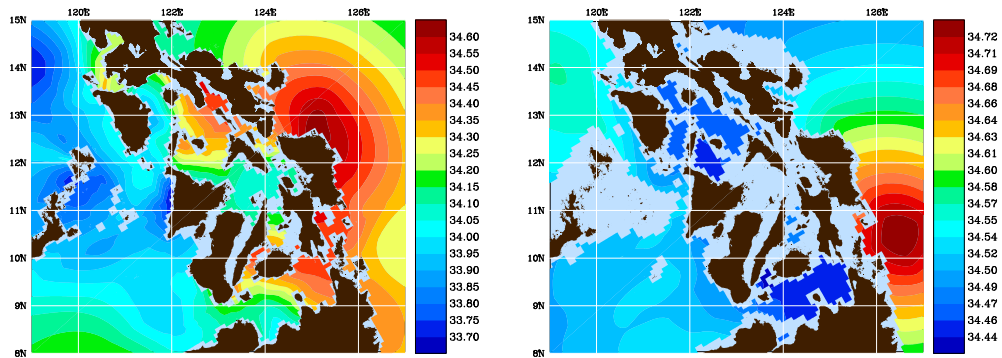 120°E 122°E 124°E 126°E
15N
14N
13N
12N
11N
10N
9N
8N
34.60
34.55
34.50
34.45
34.40
34.35
34.30
34.25
34.20
34.15
34.10
34.05
34.00
33.95
33.90
33.85
33.80
33.75
33.70
120°E 122°E 124°E 126°E
15N
14N
13N
12N
11N
10N
9N
8N
34.72
34.71
34.69
34.68
34.66
34.64
34.63
34.61
34.60
34.58
34.57
34.55
34.54
34.52
34.50
34.49
34.47
34.46
34.44